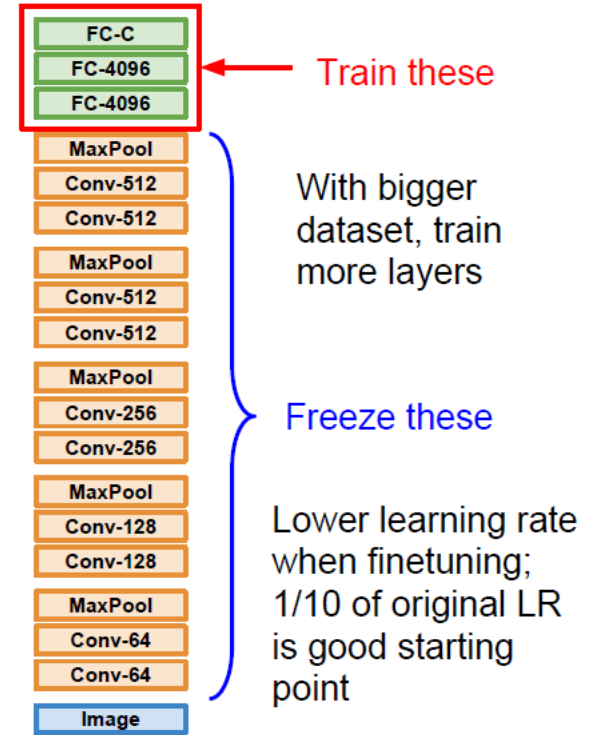 FC-C
FC-4096
FC-4096
Train these
MaxPool
Conv-512
Conv-512
With bigger
dataset, train
more layers
MaxPool
Conv-512
Conv-512
MaxPool
Conv-256
Conv-256
Freeze these
MaxPool
Conv-128
Conv-128
Lower learning rate
when finetuning;
1/10 of original LR
is good starting
point
MaxPool
Conv-64
Conv-64
Image